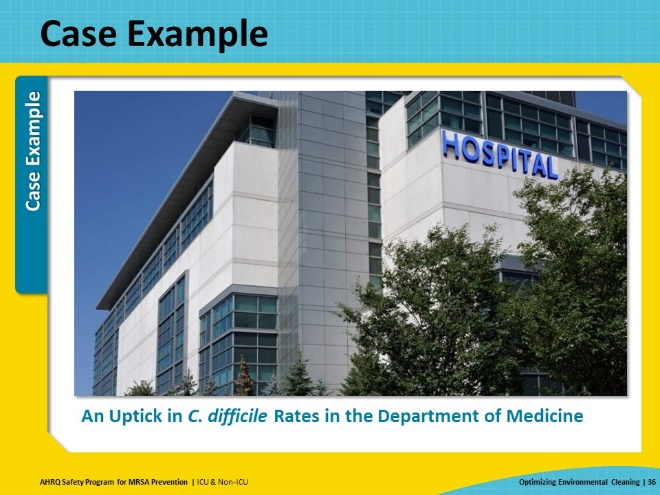 Case Example
Case Example
HOSPITAL
An Uptick in C. difficile Rates in the Department of Medicine
AHRQ Safety Program for MRSA Prevention | ICU & Non-ICU
Optimizing Environmental Cleaning | 36